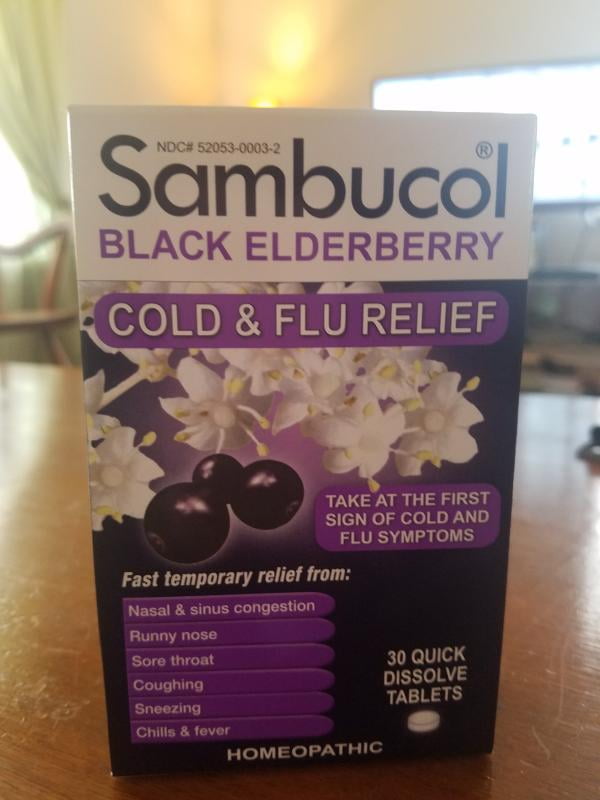 NDC# 52053-0003-2
Sambucol®
BLACK ELDERBERRY
COLD & FLU RELIEF
TAKE AT THE FIRST
SIGN OF COLD AND
FLU SYMPTOMS
Fast temporary relief from:
Nasal & sinus congestion
Runny nose
Sore throat
Coughing
Sneezing
Chills & fever
30 QUICK
DISSOLVE
TABLETS
HOMEOPATHIC